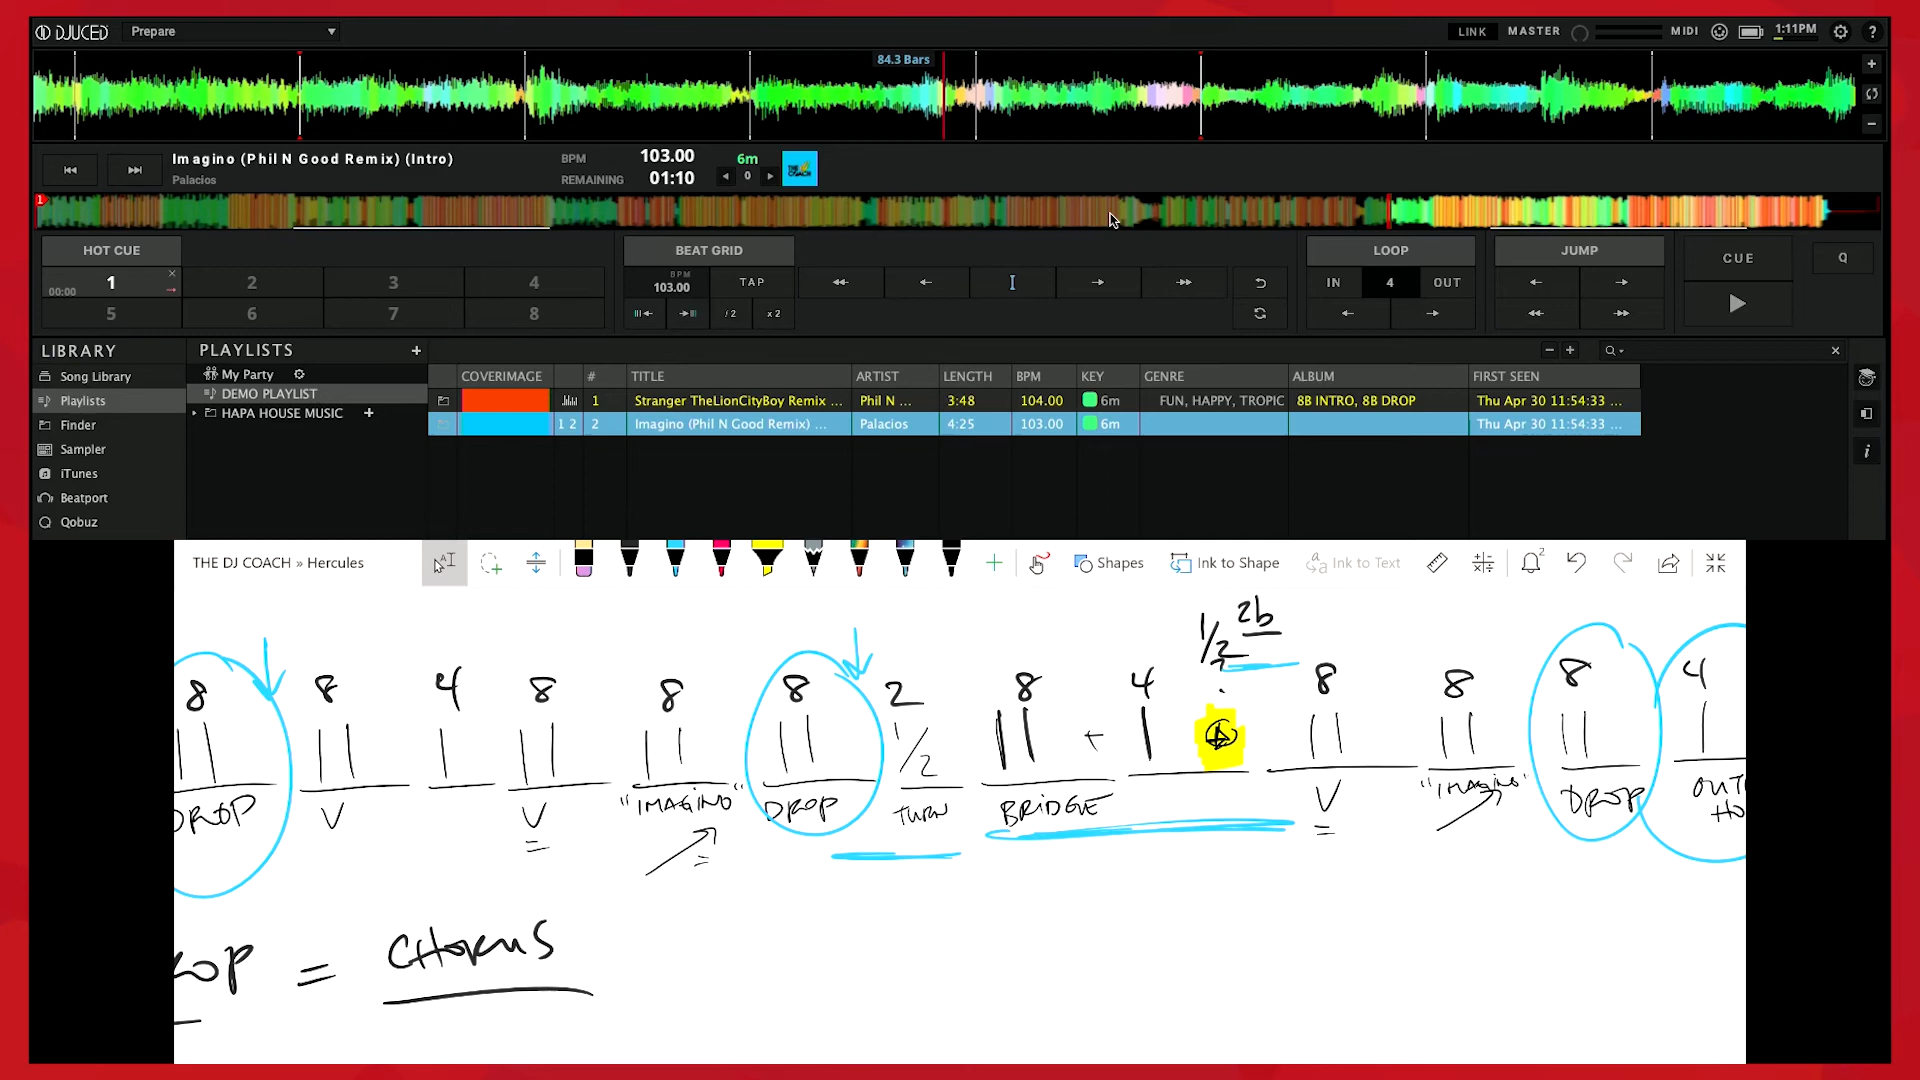 DJUCED Prepare LINK MASTER MIDI 1:11PM ?
84.3 Bars
Imagino (Phil N Good Remix) (Intro) BPM 103.00 6m
Palacios REMAINING 01:10 0
1
HOT CUE BEAT GRID LOOP JUMP CUE Q
1 2 3 4 BPM 103.00 TAP IN 4 OUT
00:00
5 6 7 8 /2 x2
LIBRARY PLAYLISTS +
Song Library My Party COVERIMAGE # TITLE ARTIST LENGTH BPM KEY GENRE ALBUM FIRST SEEN
Playlists DEMO PLAYLIST 1 Stranger TheLionCityBoy Remix ... Phil N ... 3:48 104.00 6m FUN, HAPPY, TROPIC 8B INTRO, 8B DROP Thu Apr 30 11:54:33 ...
Finder HAPA HOUSE MUSIC + 1 2 2 Imagino (Phil N Good Remix) ... Palacios 4:25 103.00 6m Thu Apr 30 11:54:33 ...
Sampler
iTunes
Beatport
Qobuz
THE DJ COACH » Hercules Shapes Ink to Shape Ink to Text 2
1/2 2b
8 8 4 8 8 8 2 8 4 8 8 8 4
1/2 +
DROP V V "IMAGINO" DROP TURN BRIDGE V "IMAGINO" DROP
= CHORUS